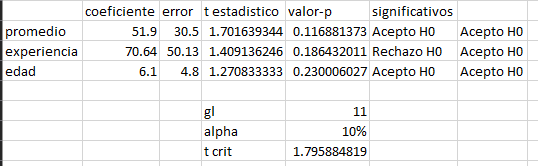 coeficiente error t estadistico valor-p significativos
promedio 51.9 30.5 1.701639344 0.116881373 Acepto H0 Acepto H0
experiencia 70.64 50.13 1.409136246 0.186432011 Rechazo H0 Acepto H0
edad 6.1 4.8 1.270833333 0.230006027 Acepto H0 Acepto H0
gl 11
alpha 10%
t crit 1.795884819